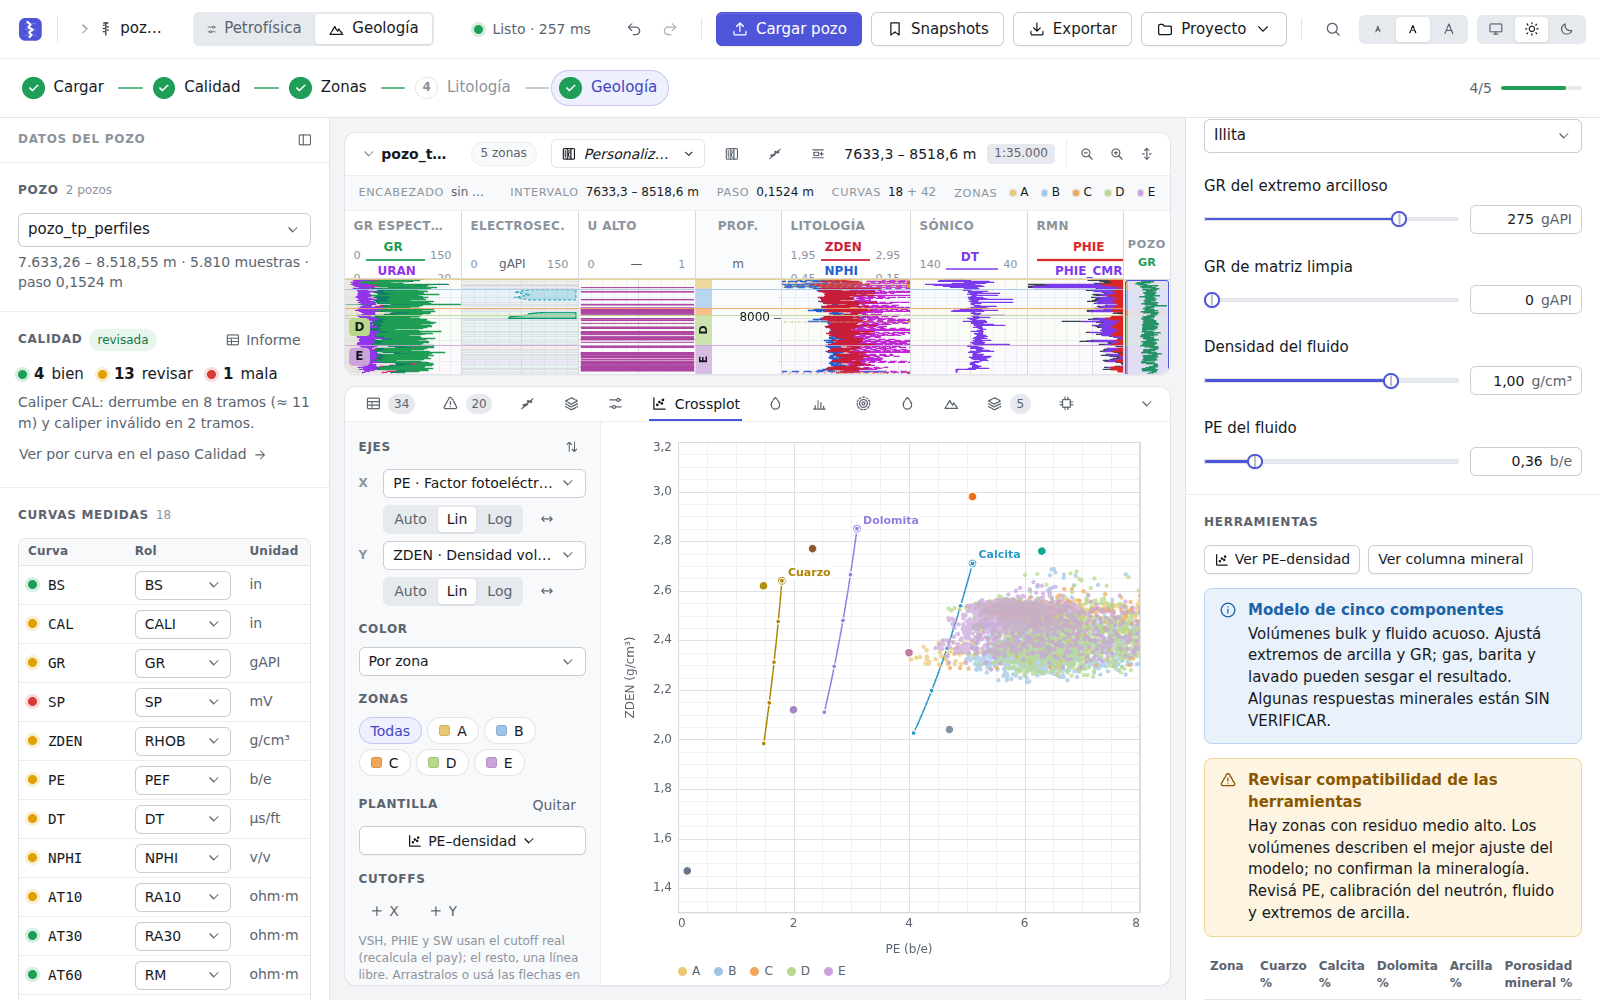 poz...
Petrofísica
Geología
Listo · 257 ms
Cargar pozo
Snapshots
Exportar
Proyecto
A
A
A
Cargar
Calidad
Zonas
4
Litología
Geología
4/5
DATOS DEL POZO
POZO 2 pozos
pozo_tp_perfiles
7.633,26 – 8.518,55 m · 5.810 muestras ·
paso 0,1524 m
CALIDAD revisada
Informe
4 bien
13 revisar
1 mala
Caliper CAL: derrumbe en 8 tramos (≈ 11
m) y caliper inválido en 2 tramos.
Ver por curva en el paso Calidad
CURVAS MEDIDAS 18
Curva Rol Unidad
BS BS in
CAL CALI in
GR GR gAPI
SP SP mV
ZDEN RHOB g/cm³
PE PEF b/e
DT DT µs/ft
NPHI NPHI v/v
AT10 RA10 ohm·m
AT30 RA30 ohm·m
AT60 RM ohm·m
pozo_t...
5 zonas
Personaliz...
7633,3 – 8518,6 m
1:35.000
ENCABEZADO sin ...
INTERVALO 7633,3 – 8518,6 m
PASO 0,1524 m
CURVAS 18 + 42
ZONAS A B C D E
GR ESPECT...
0 GR 150
0 URAN 20
ELECTROSEC.
0 gAPI 150
U ALTO
0 — 1
PROF.
m
LITOLOGÍA
1,95 ZDEN 2,95
0,45 NPHI -0,15
SÓNICO
140 DT 40
RMN
PHIE
PHIE_CMR
POZO
GR
D
E
D
E
8000
34
20
Crossplot
5
EJES
X PE · Factor fotoeléctr...
Auto Lin Log
Y ZDEN · Densidad vol...
Auto Lin Log
COLOR
Por zona
ZONAS
Todas A B
C D E
PLANTILLA
Quitar
PE–densidad
CUTOFFS
+ X
+ Y
VSH, PHIE y SW usan el cutoff real
(recalcula el pay); el resto, una línea
libre. Arrastralos o usá las flechas en
3,2
3,0
2,8
2,6
2,4
2,2
2,0
1,8
1,6
1,4
ZDEN (g/cm³)
Cuarzo
Dolomita
Calcita
0 2 4 6 8
PE (b/e)
A B C D E
Illita
GR del extremo arcilloso
275 gAPI
GR de matriz limpia
0 gAPI
Densidad del fluido
1,00 g/cm³
PE del fluido
0,36 b/e
HERRAMIENTAS
Ver PE–densidad
Ver columna mineral
Modelo de cinco componentes
Volúmenes bulk y fluido acuoso. Ajustá
extremos de arcilla y GR; gas, barita y
lavado pueden sesgar el resultado.
Algunas respuestas minerales están SIN
VERIFICAR.
Revisar compatibilidad de las
herramientas
Hay zonas con residuo medio alto. Los
volúmenes describen el mejor ajuste del
modelo; no confirman la mineralogía.
Revisá PE, calibración del neutrón, fluido
y extremos de arcilla.
Zona Cuarzo % Calcita % Dolomita % Arcilla % Porosidad mineral %